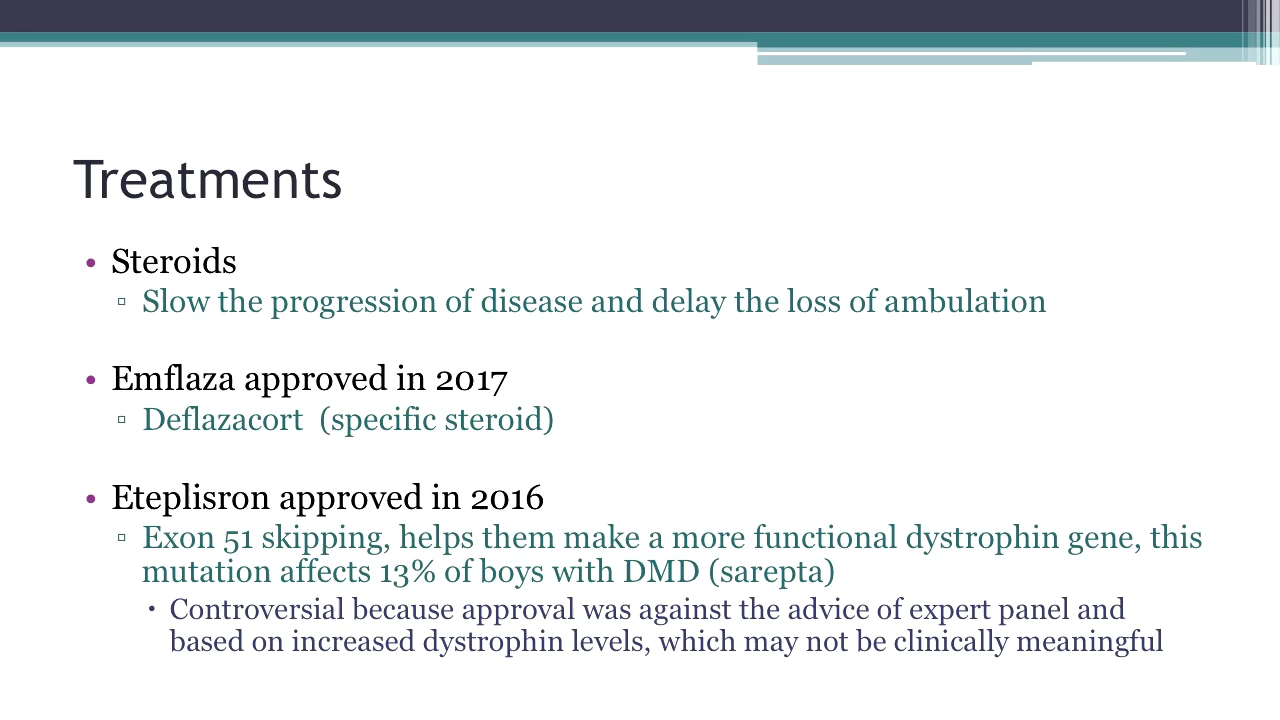 Treatments
• Steroids
▫ Slow the progression of disease and delay the loss of ambulation
• Emflaza approved in 2017
▫ Deflazacort  (specific steroid)
• Eteplisron approved in 2016
▫ Exon 51 skipping, helps them make a more functional dystrophin gene, this
mutation affects 13% of boys with DMD (sarepta)
▪ Controversial because approval was against the advice of expert panel and
based on increased dystrophin levels, which may not be clinically meaningful